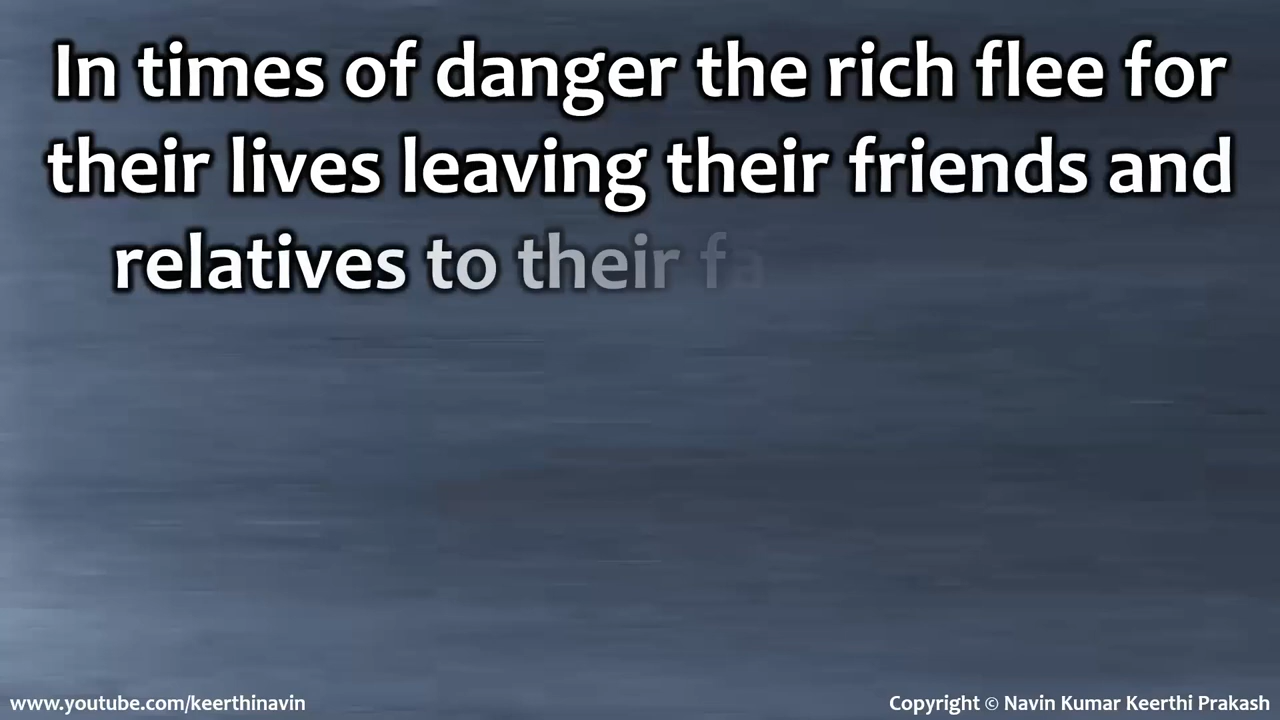 In times of danger the rich flee for
their lives leaving their friends and
relatives to their
www.youtube.com/keerthinavin
Copyright © Navin Kumar Keerthi Prakash